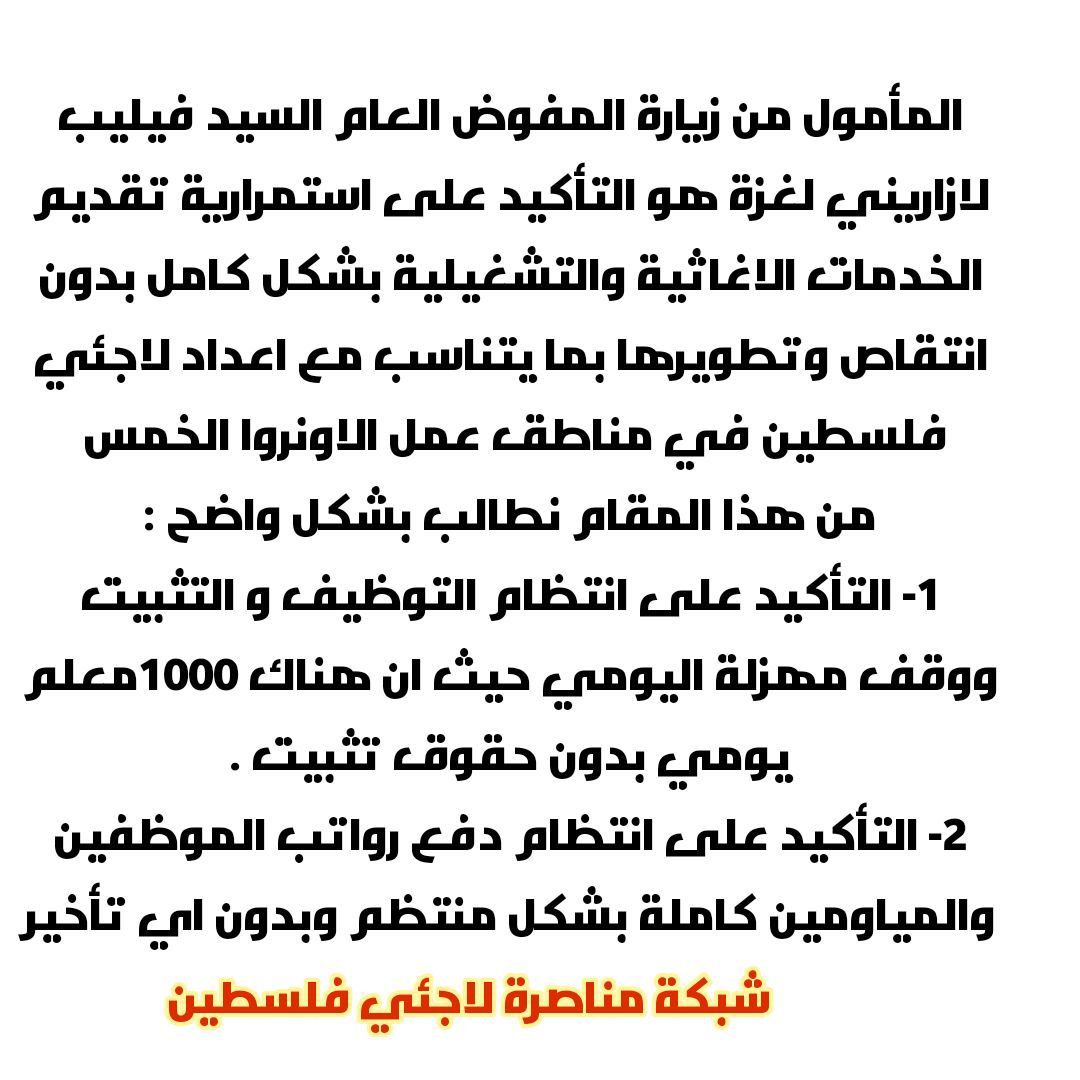 المأمول من زيارة المفوض العام السيد فيليب
لازاريني لغزة هو التأكيد على استمرارية تقديم
الخدمات الاغاثية والتشغيلية بشكل كامل بدون
انتقاص وتطويرها بما يتناسب مع اعداد لاجئي
فلسطين في مناطق عمل الاونروا الخمس
من هذا المقام نطالب بشكل واضح :
1- التأكيد على انتظام التوظيف و التثبيت
ووقف مهزلة اليومي حيث ان هناك 1000معلم
يومي بدون حقوق تثبيت .
2- التأكيد على انتظام دفع رواتب الموظفين
والمياومين كاملة بشكل منتظم وبدون اي تأخير
شبكة مناصرة لاجئي فلسطين